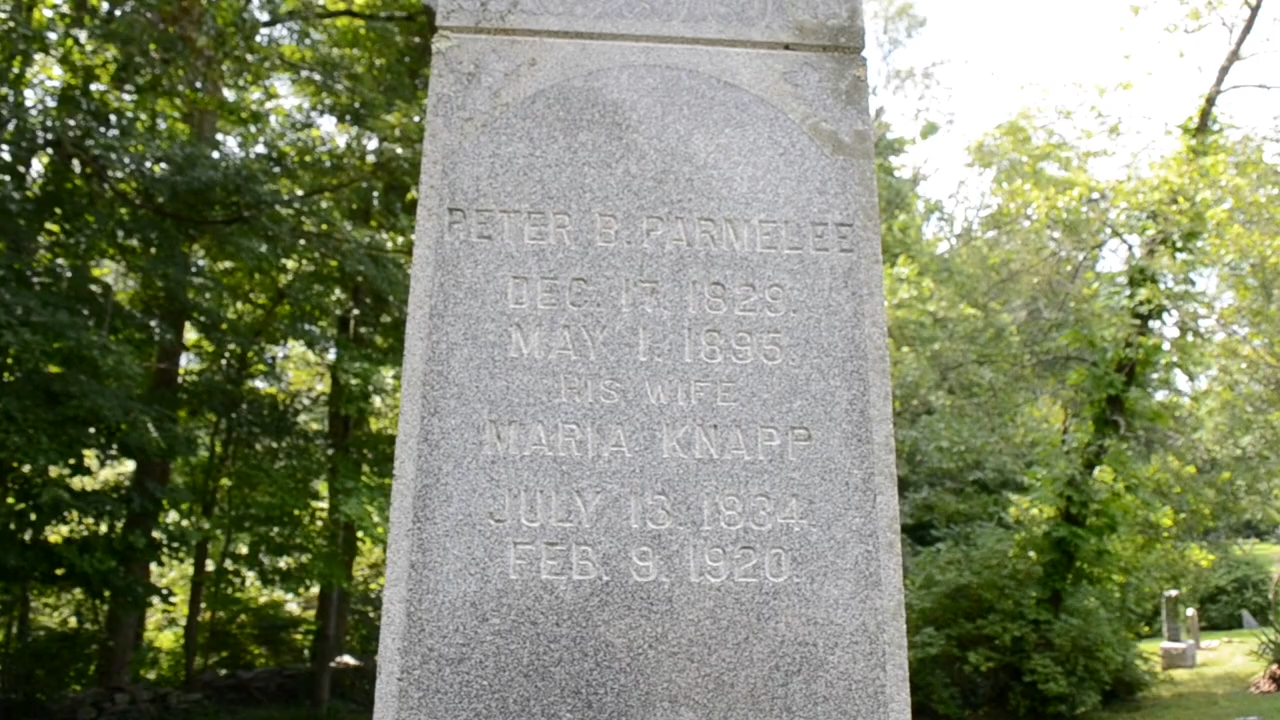 PETER B. PARMELEE
DEC. 17. 1829.
MAY 1. 1895.
HIS WIFE
MARIA KNAPP
JULY 13. 1834.
FEB. 9. 1920.